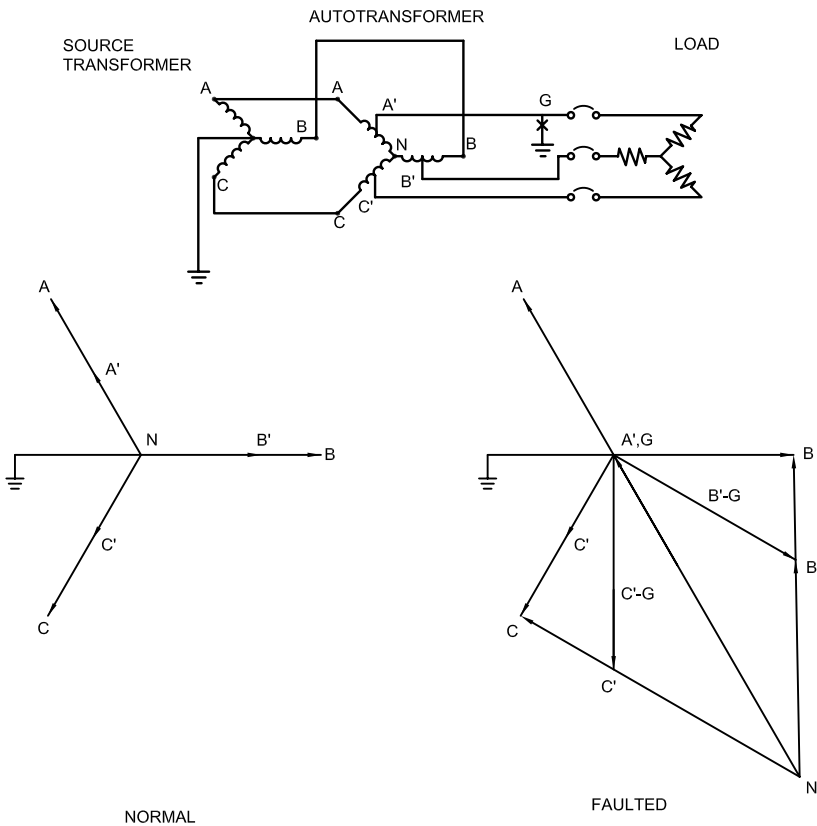 AUTOTRANSFORMER
SOURCE
TRANSFORMER
LOAD
A
A
A'
G
B
N
B
B'
C
C'
C
A
A'
N
B'
B
C'
C
NORMAL
A
A',G
B
B'-G
C'
B
C'-G
C
C'
N
FAULTED